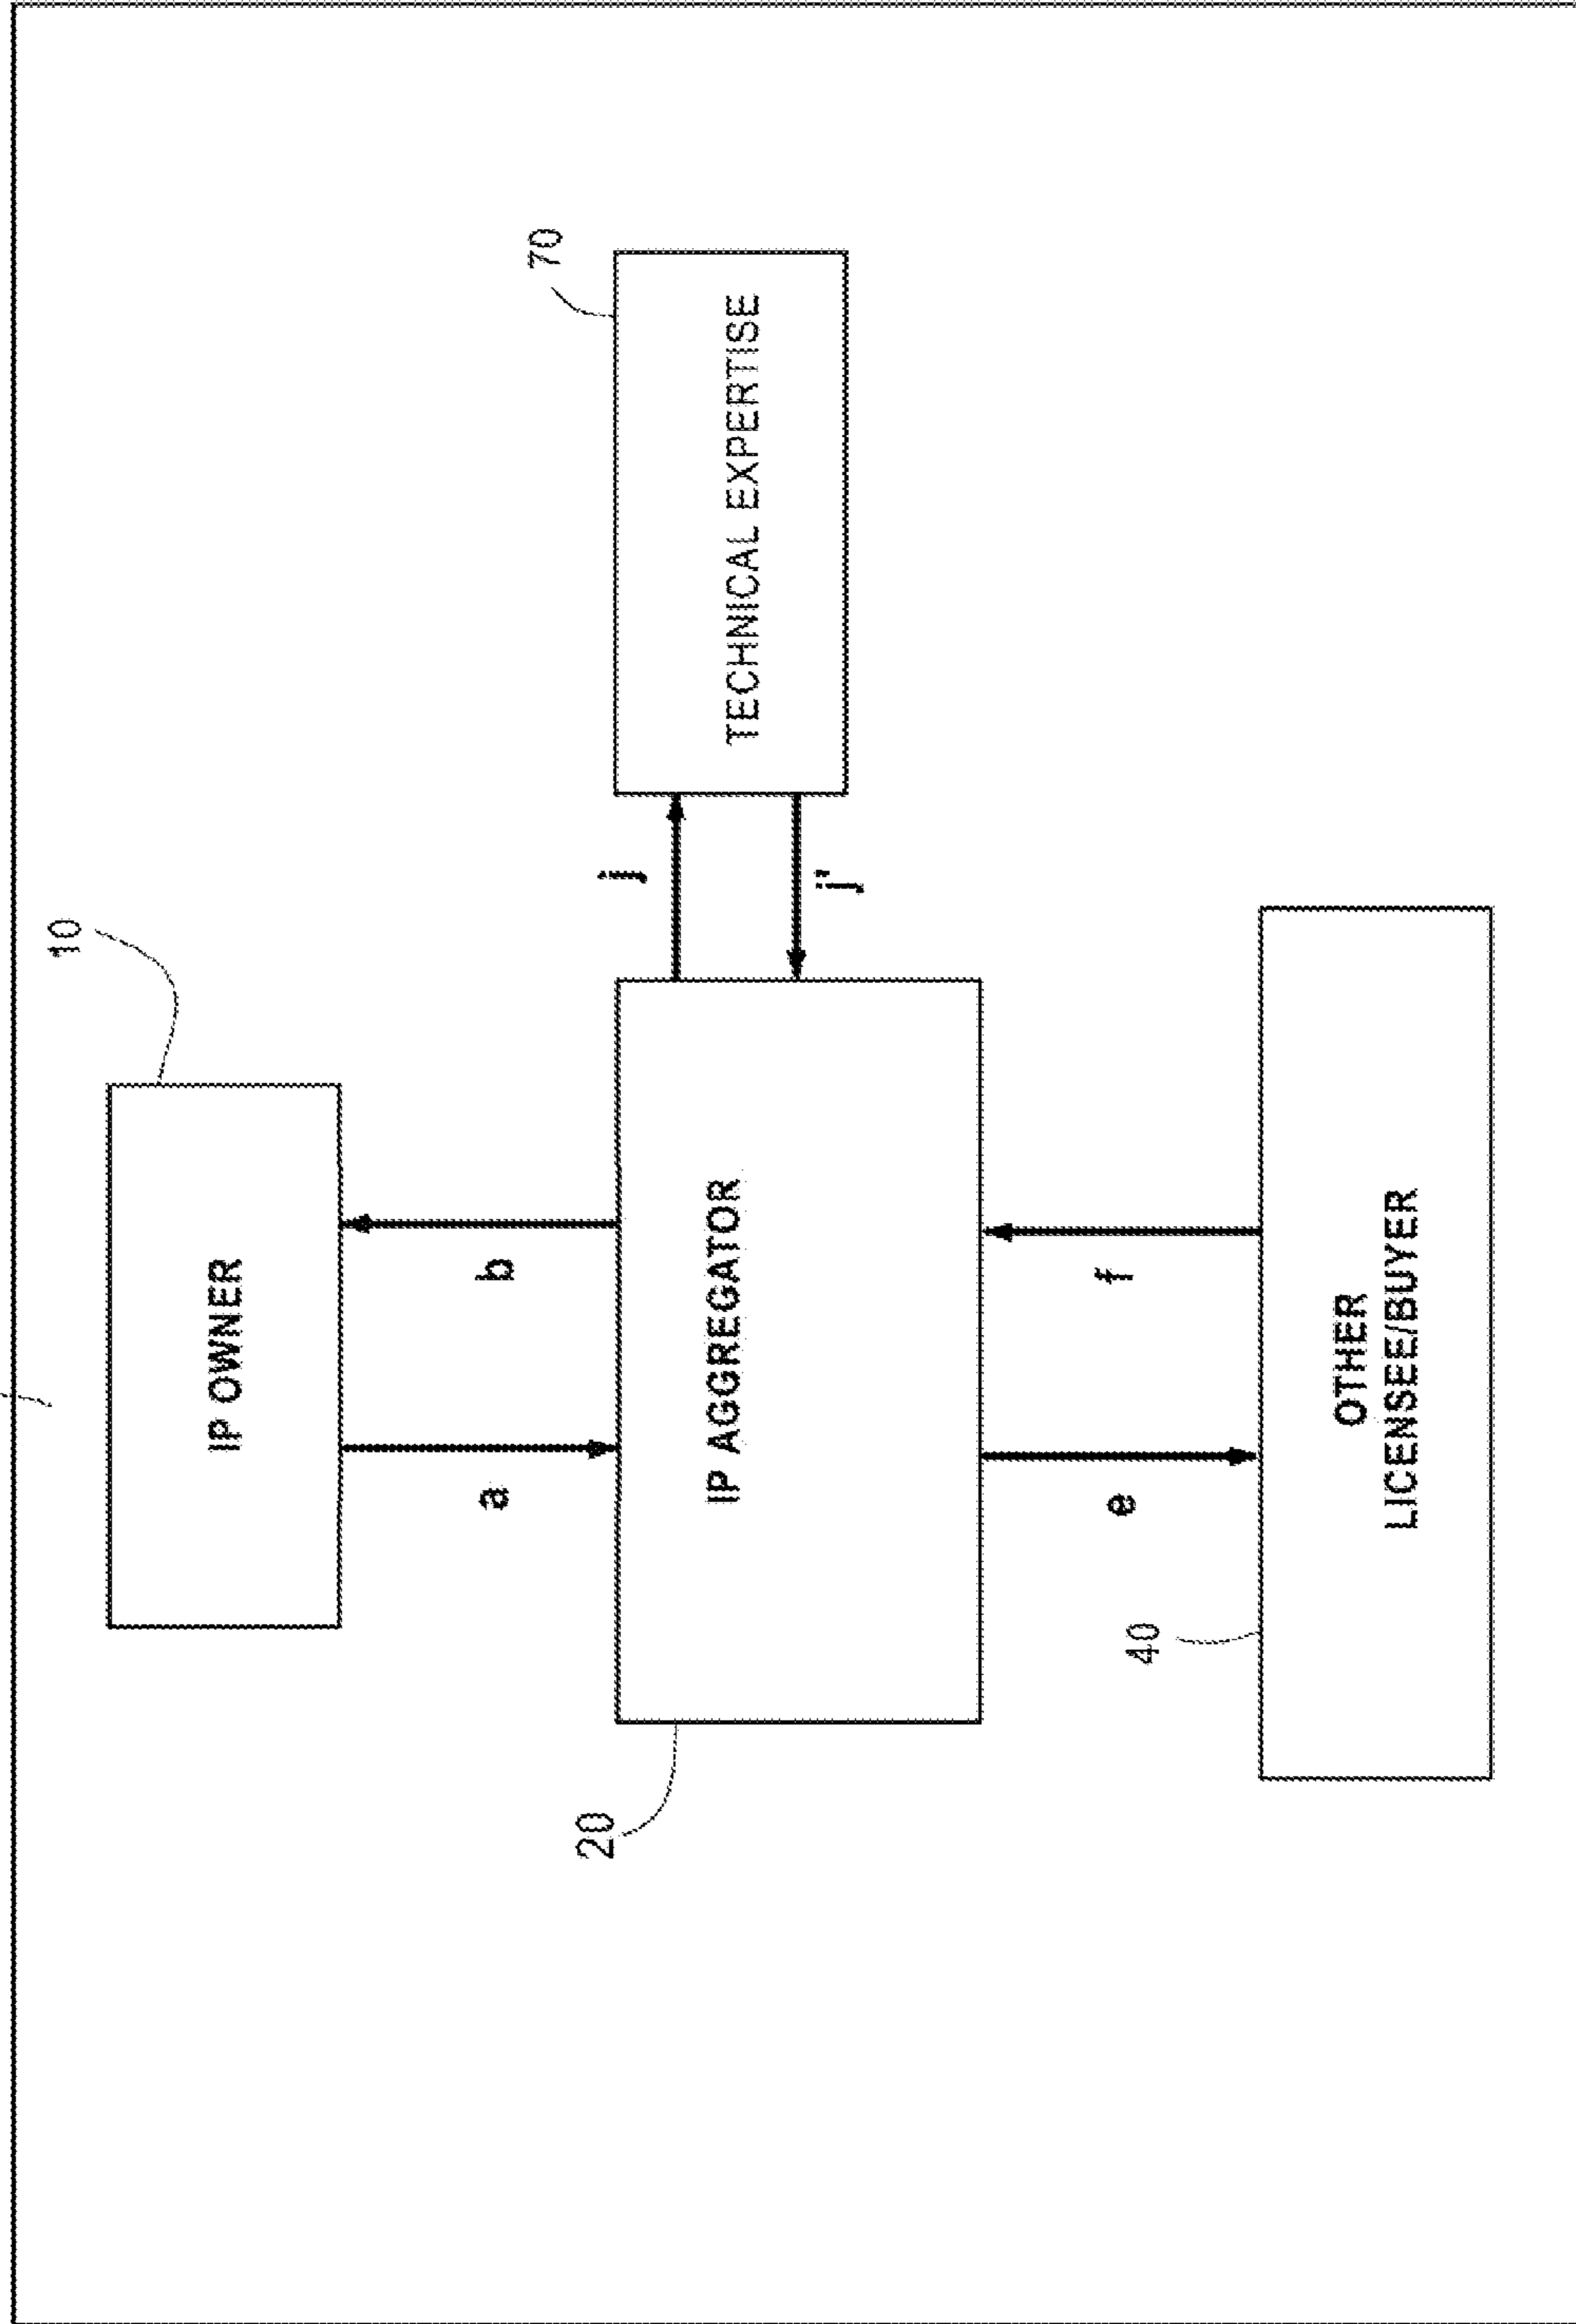 10
IP OWNER
a
b
20
IP AGGREGATOR
j
j'
70
TECHNICAL EXPERTISE
e
f
40
OTHER
LICENSEE/BUYER